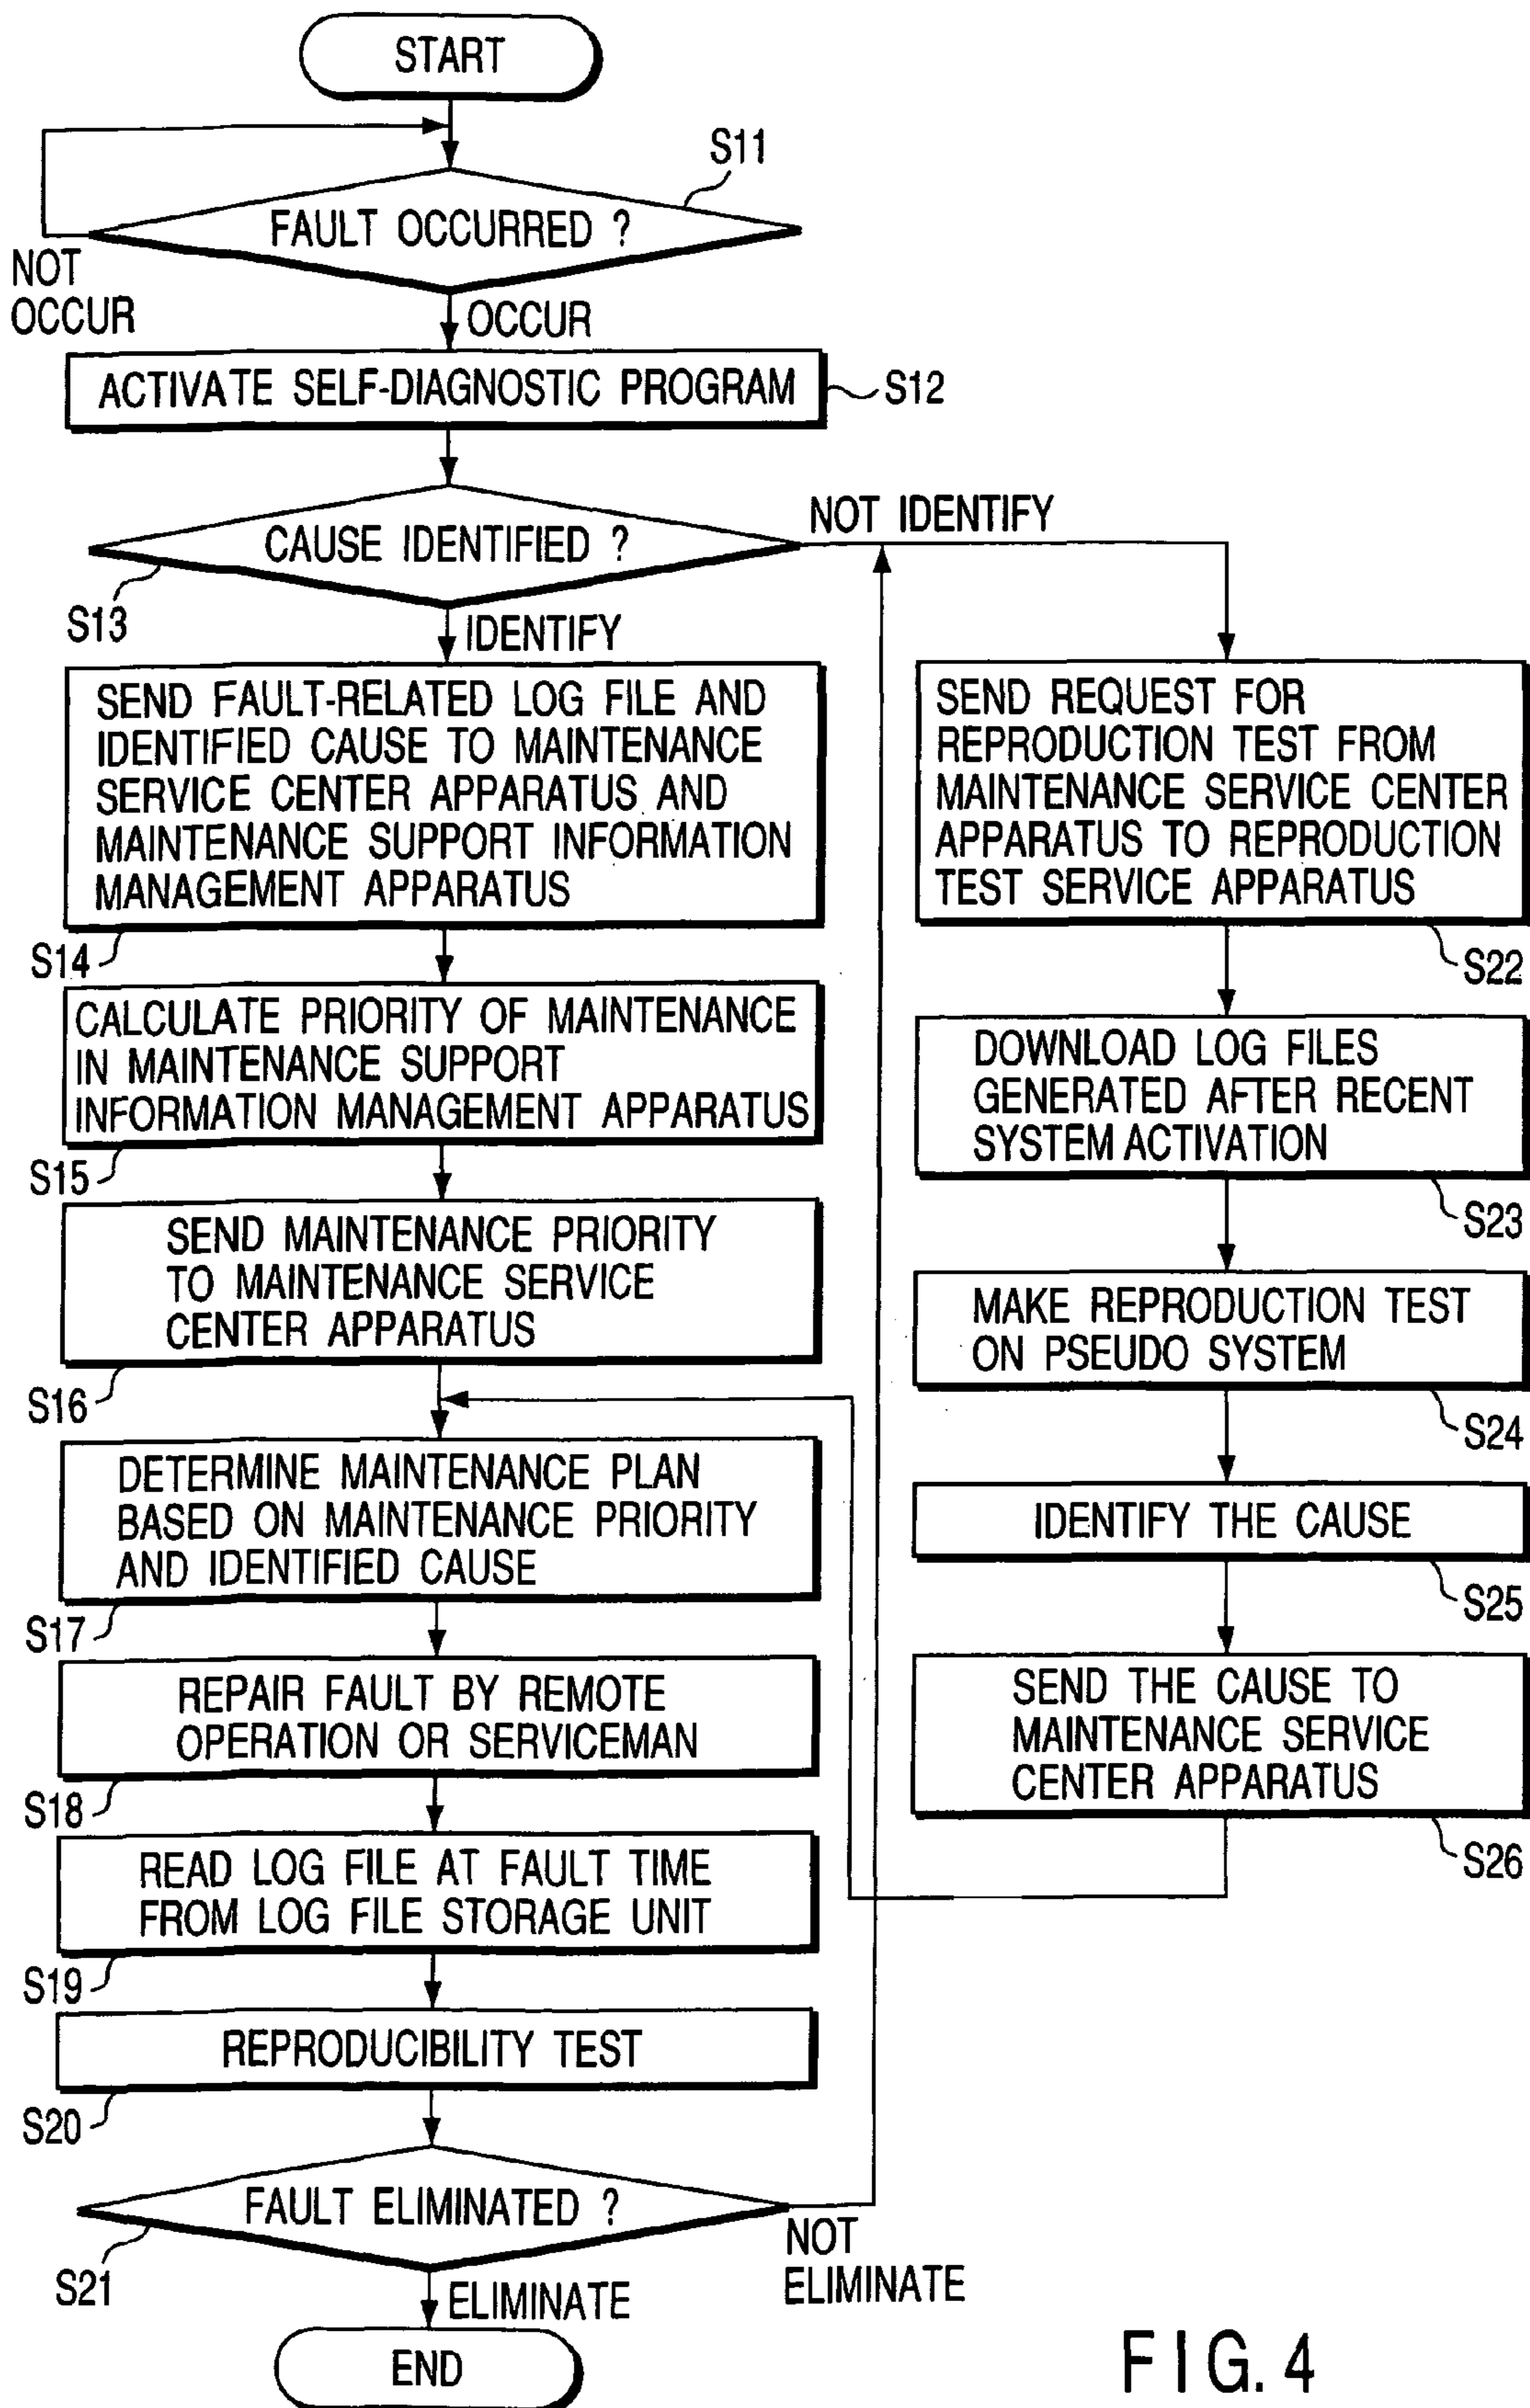 START
S11
FAULT OCCURRED ?
NOT
OCCUR
OCCUR
ACTIVATE SELF-DIAGNOSTIC PROGRAM
S12
CAUSE IDENTIFIED ?
NOT IDENTIFY
S13
IDENTIFY
SEND FAULT-RELATED LOG FILE AND
IDENTIFIED CAUSE TO MAINTENANCE
SERVICE CENTER APPARATUS AND
MAINTENANCE SUPPORT INFORMATION
MANAGEMENT APPARATUS
S14
CALCULATE PRIORITY OF MAINTENANCE
IN MAINTENANCE SUPPORT
INFORMATION MANAGEMENT APPARATUS
S15
SEND MAINTENANCE PRIORITY
TO MAINTENANCE SERVICE
CENTER APPARATUS
S16
DETERMINE MAINTENANCE PLAN
BASED ON MAINTENANCE PRIORITY
AND IDENTIFIED CAUSE
S17
REPAIR FAULT BY REMOTE
OPERATION OR SERVICEMAN
S18
READ LOG FILE AT FAULT TIME
FROM LOG FILE STORAGE UNIT
S19
REPRODUCIBILITY TEST
S20
FAULT ELIMINATED ?
S21
NOT
ELIMINATE
ELIMINATE
END
SEND REQUEST FOR
REPRODUCTION TEST FROM
MAINTENANCE SERVICE CENTER
APPARATUS TO REPRODUCTION
TEST SERVICE APPARATUS
S22
DOWNLOAD LOG FILES
GENERATED AFTER RECENT
SYSTEM ACTIVATION
S23
MAKE REPRODUCTION TEST
ON PSEUDO SYSTEM
S24
IDENTIFY THE CAUSE
S25
SEND THE CAUSE TO
MAINTENANCE SERVICE
CENTER APPARATUS
S26
FIG. 4